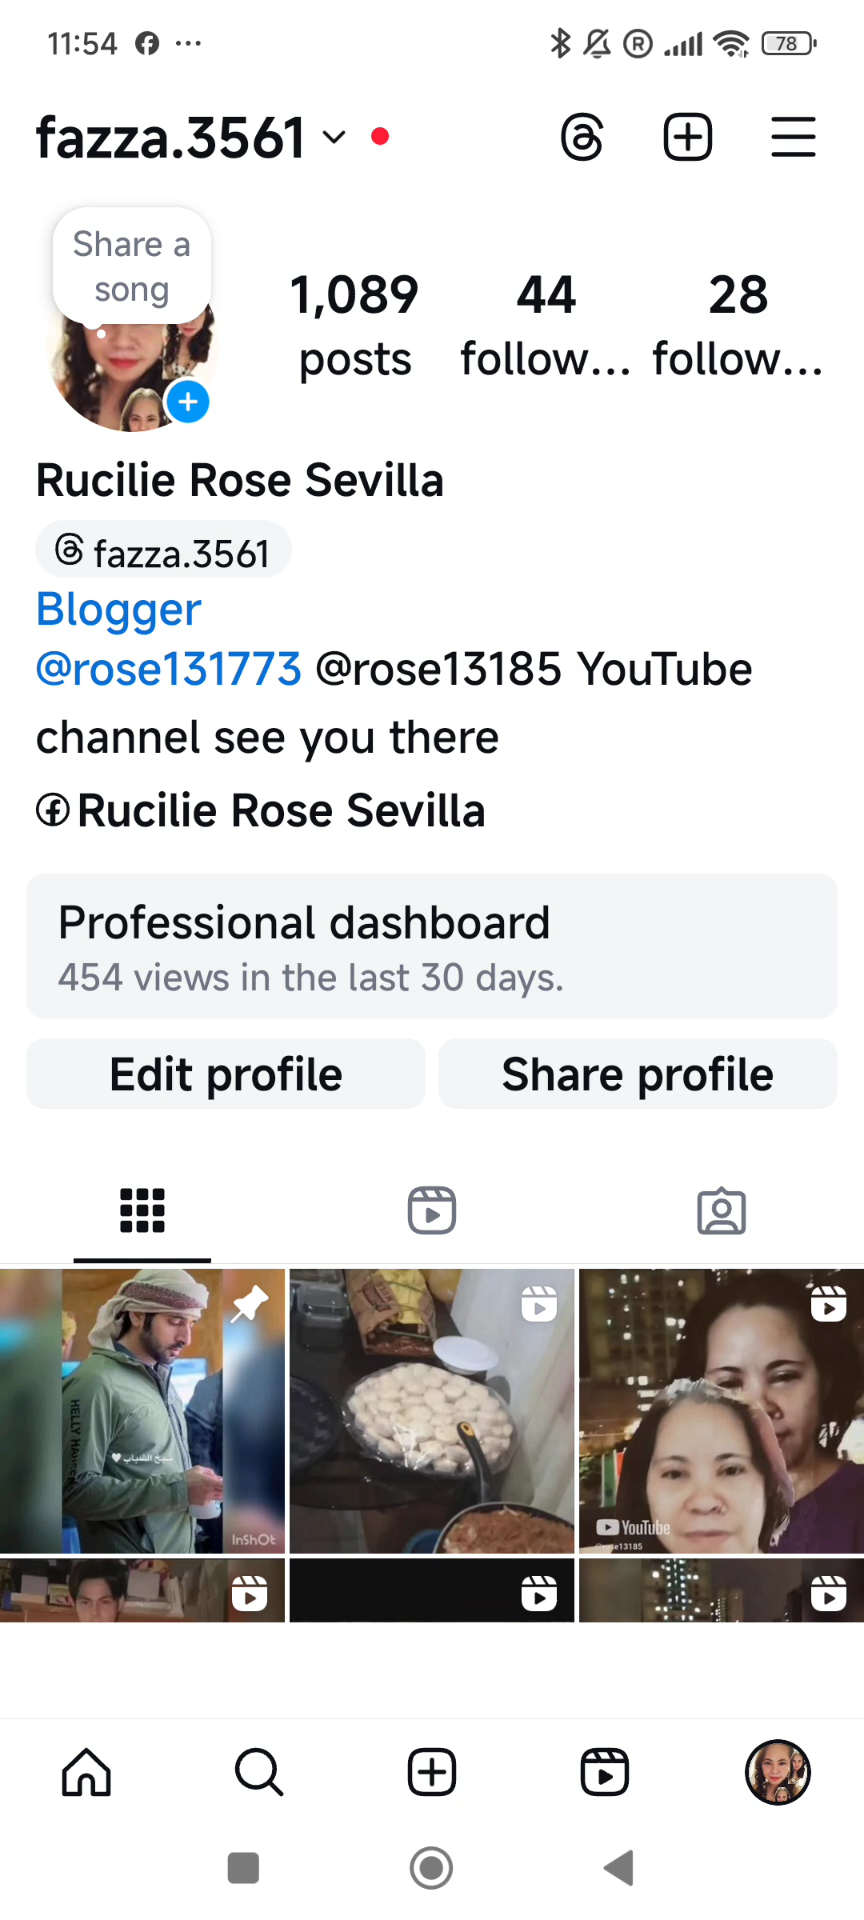 11:54
R
78
fazza.3561
Share a
song
1,089
posts
44
follow...
28
follow...
Rucilie Rose Sevilla
fazza.3561
Blogger
@rose131773 @rose13185 YouTube
channel see you there
Rucilie Rose Sevilla
Professional dashboard
454 views in the last 30 days.
Edit profile
Share profile
HELLY HANSEN
الشباب
InShOt
YouTube
@rose13185